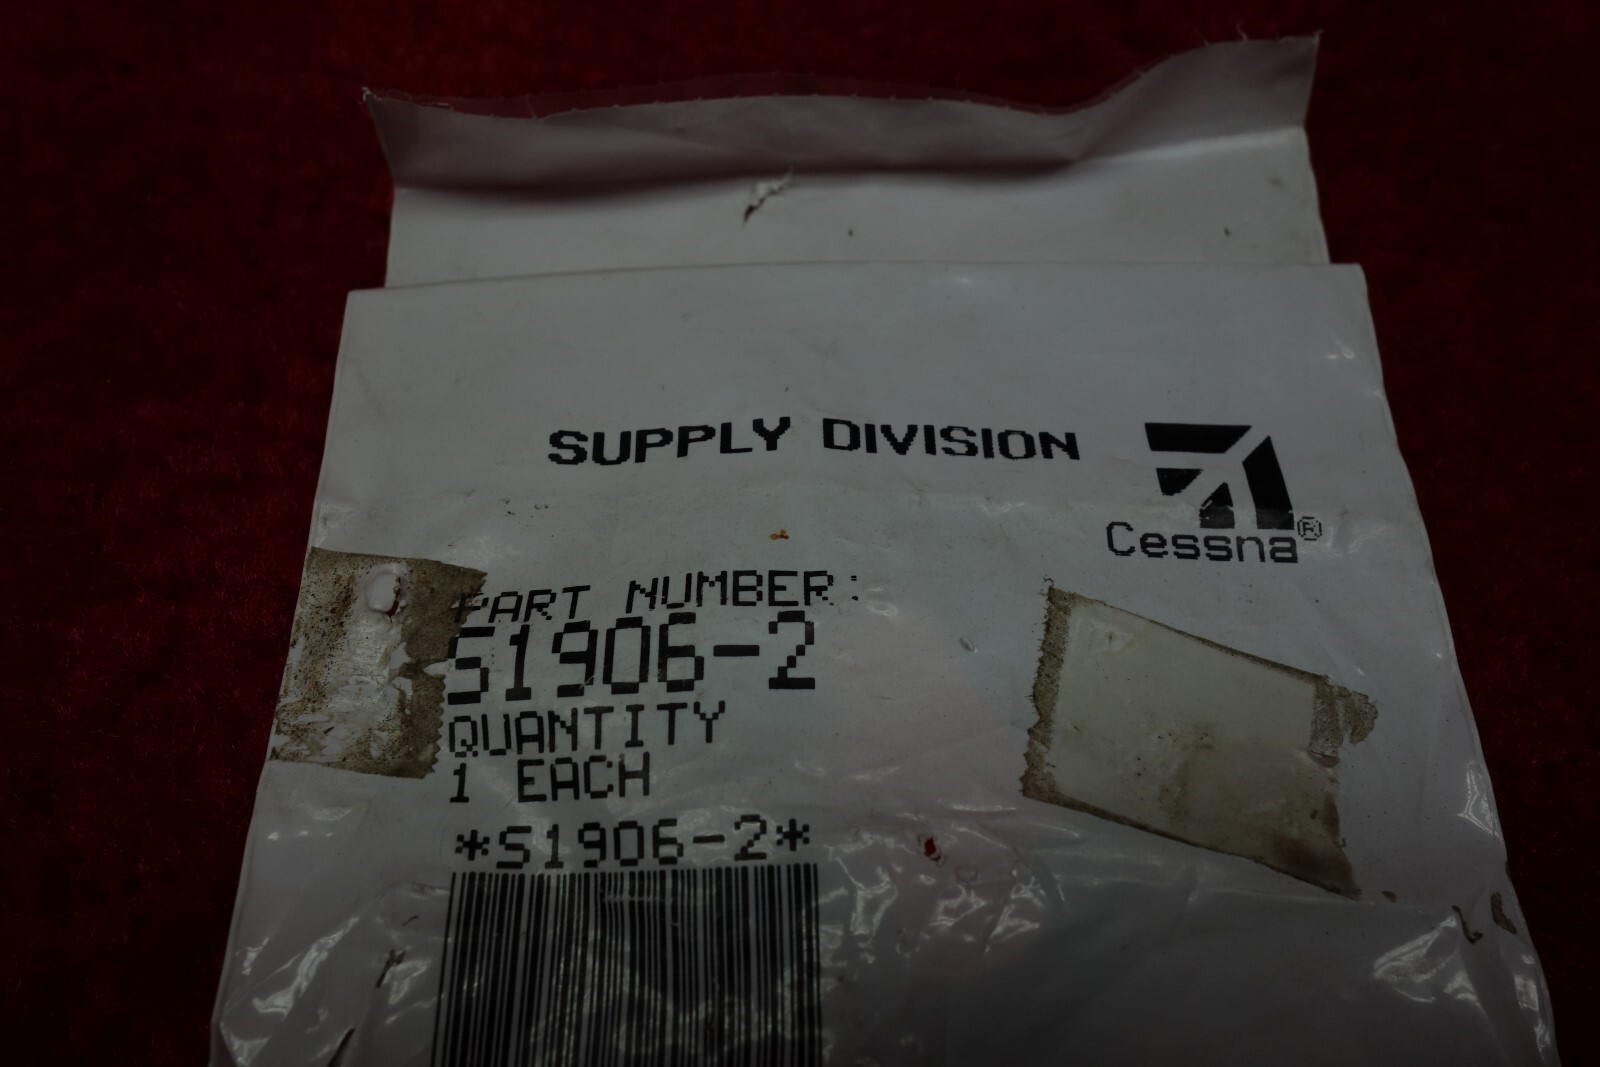 SUPPLY DIVISION
Cessna®
PART NUMBER:
S1906-2
QUANTITY
1 EACH
*S1906-2*